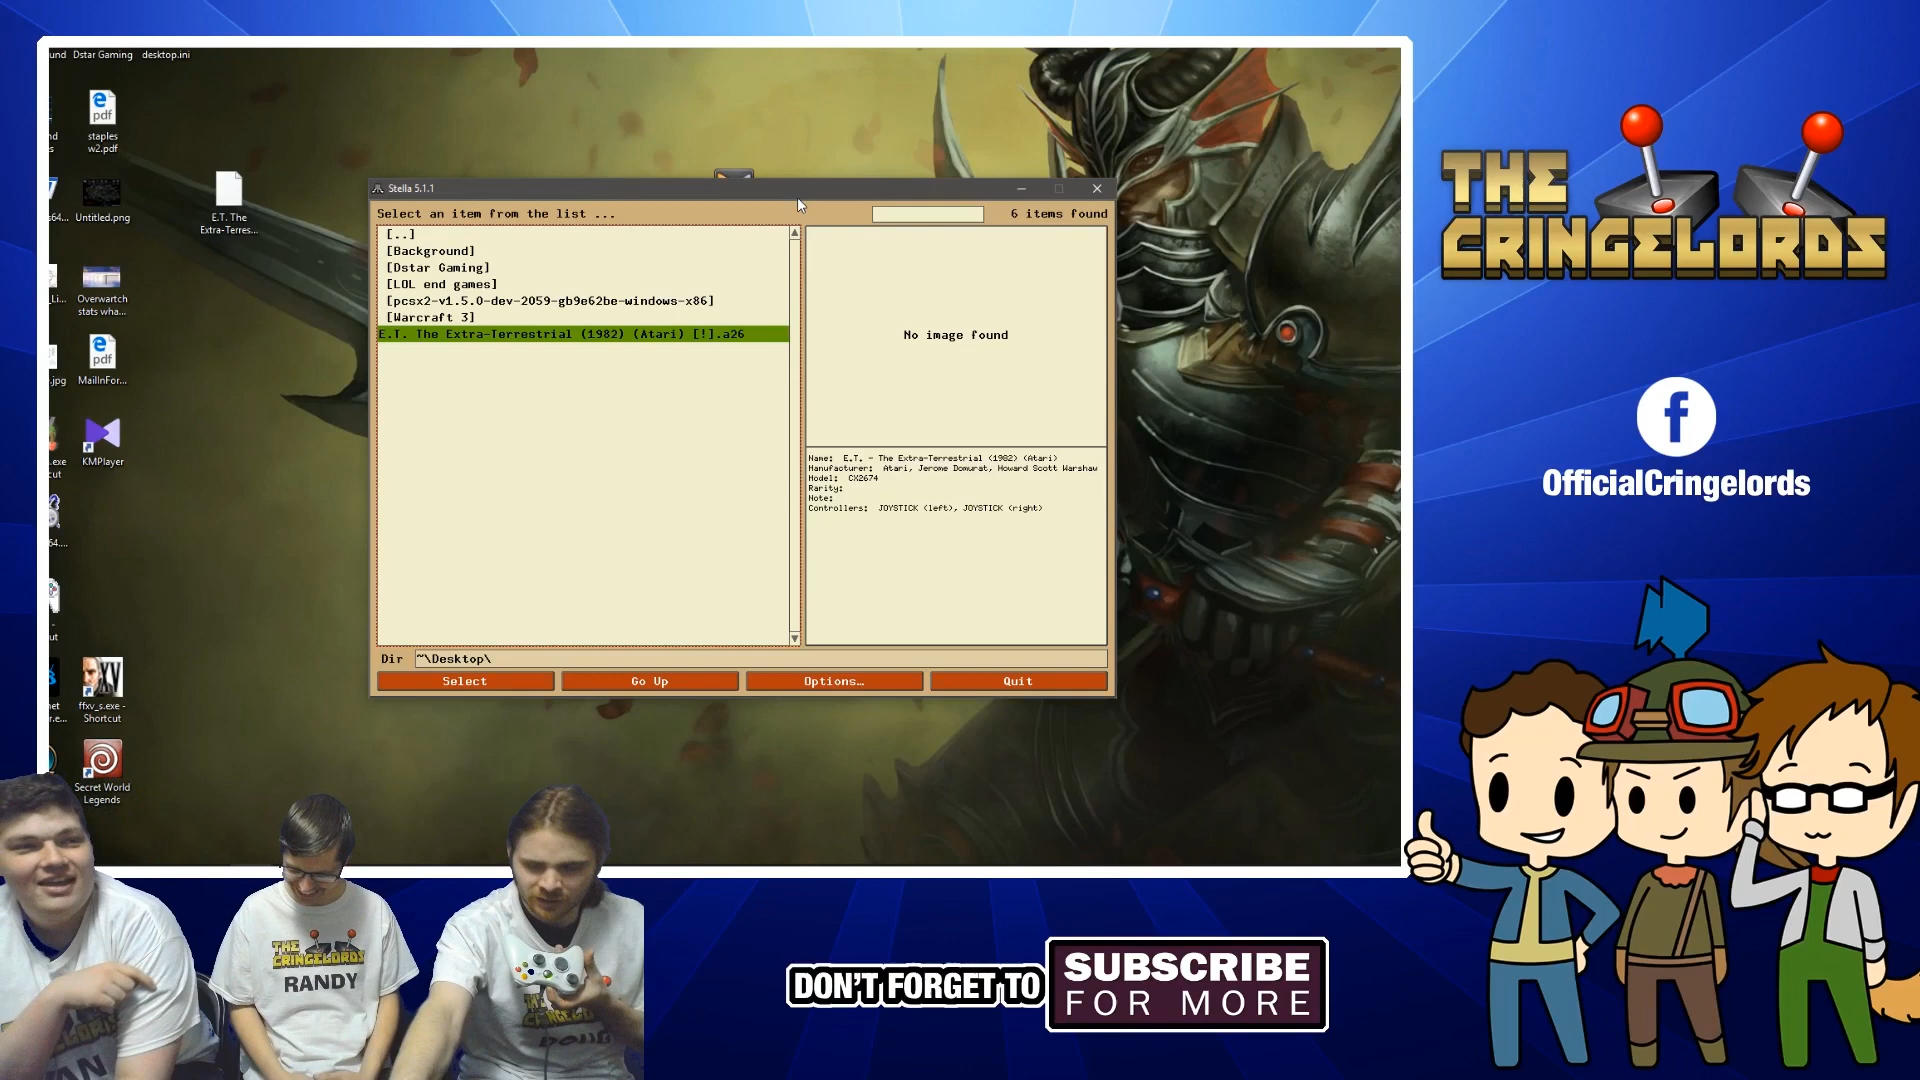 und Dstar Gaming desktop.ini
staples
w2.pdf
Untitled.png
E.T. The
Extra-Terres...
Overwartch
stats wha...
MailInFor...
KMPlayer
ffxv_s.exe -
Shortcut
Secret World
Legends
Stella 5.1.1
Select an item from the list ...
6 items found
[..]
[Background]
[Dstar Gaming]
[LOL end games]
[pcsx2-v1.5.0-dev-2059-gb9e62be-windows-x86]
[Warcraft 3]
E.T. The Extra-Terrestrial (1982) (Atari) [!].a26
No image found
Name: E.T. - The Extra-Terrestrial (1982) (Atari)
Manufacturer: Atari, Jerome Domurat, Howard Scott Warshaw
Model: CX2674
Rarity:
Note:
Controllers: JOYSTICK (left), JOYSTICK (right)
Dir ~\Desktop\
Select Go Up Options… Quit
THE
CRINGELORDS
f
OfficialCringelords
THE
CRINGELORDS
RANDY
DOUG
DON'T FORGET TO
SUBSCRIBE
FOR MORE